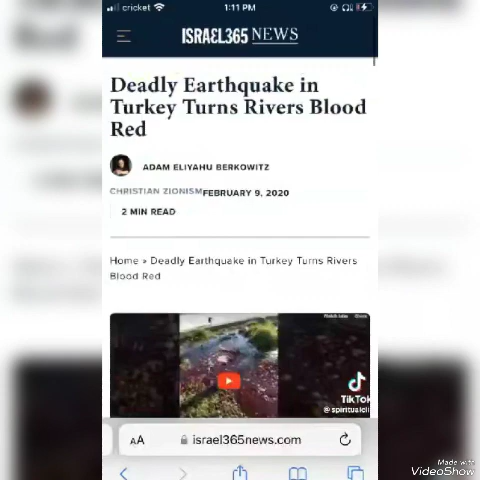 cricket 1:11 PM
ISRAEL365 NEWS
Deadly Earthquake in
Turkey Turns Rivers Blood
Red
ADAM ELIYAHU BERKOWITZ
CHRISTIAN ZIONISM FEBRUARY 9, 2020
2 MIN READ
Home » Deadly Earthquake in Turkey Turns Rivers
Blood Red
TikTok
AA israel365news.com
Made with
VideoShow